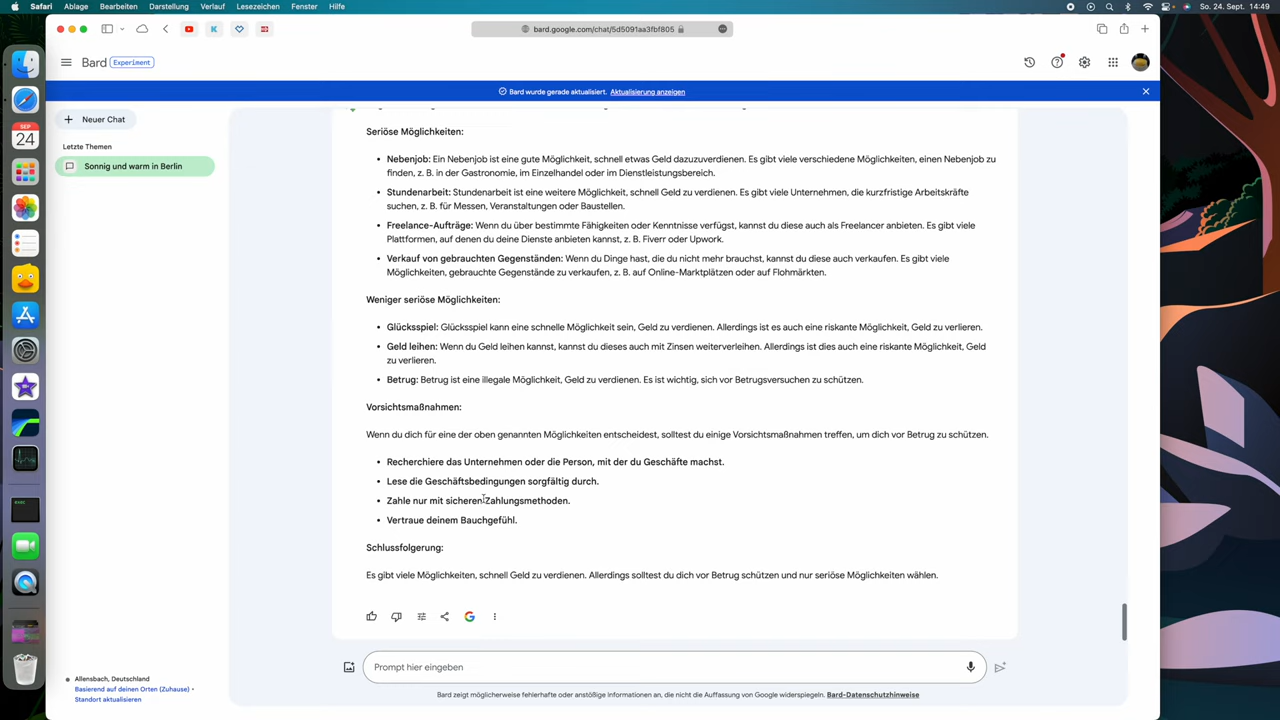 Safari Ablage Bearbeiten Darstellung Verlauf Lesezeichen Fenster Hilfe So. 24. Sept. 14:49
bard.google.com/chat/5d5091aa3fbf805
Bard Experiment
Bard wurde gerade aktualisiert. Aktualisierung anzeigen
Neuer Chat
Letzte Themen
Sonnig und warm in Berlin
SEP
24
Seriöse Möglichkeiten:
• Nebenjob: Ein Nebenjob ist eine gute Möglichkeit, schnell etwas Geld dazuzuverdienen. Es gibt viele verschiedene Möglichkeiten, einen Nebenjob zu
finden, z. B. in der Gastronomie, im Einzelhandel oder im Dienstleistungsbereich.
• Stundenarbeit: Stundenarbeit ist eine weitere Möglichkeit, schnell Geld zu verdienen. Es gibt viele Unternehmen, die kurzfristige Arbeitskräfte
suchen, z. B. für Messen, Veranstaltungen oder Baustellen.
• Freelance-Aufträge: Wenn du über bestimmte Fähigkeiten oder Kenntnisse verfügst, kannst du diese auch als Freelancer anbieten. Es gibt viele
Plattformen, auf denen du deine Dienste anbieten kannst, z. B. Fiverr oder Upwork.
• Verkauf von gebrauchten Gegenständen: Wenn du Dinge hast, die du nicht mehr brauchst, kannst du diese auch verkaufen. Es gibt viele
Möglichkeiten, gebrauchte Gegenstände zu verkaufen, z. B. auf Online-Marktplätzen oder auf Flohmärkten.
Weniger seriöse Möglichkeiten:
• Glücksspiel: Glücksspiel kann eine schnelle Möglichkeit sein, Geld zu verdienen. Allerdings ist es auch eine riskante Möglichkeit, Geld zu verlieren.
• Geld leihen: Wenn du Geld leihen kannst, kannst du dieses auch mit Zinsen weiterverleihen. Allerdings ist dies auch eine riskante Möglichkeit, Geld
zu verlieren.
• Betrug: Betrug ist eine illegale Möglichkeit, Geld zu verdienen. Es ist wichtig, sich vor Betrugsversuchen zu schützen.
Vorsichtsmaßnahmen:
Wenn du dich für eine der oben genannten Möglichkeiten entscheidest, solltest du einige Vorsichtsmaßnahmen treffen, um dich vor Betrug zu schützen.
• Recherchiere das Unternehmen oder die Person, mit der du Geschäfte machst.
• Lese die Geschäftsbedingungen sorgfältig durch.
• Zahle nur mit sicheren Zahlungsmethoden.
• Vertraue deinem Bauchgefühl.
Schlussfolgerung:
Es gibt viele Möglichkeiten, schnell Geld zu verdienen. Allerdings solltest du dich vor Betrug schützen und nur seriöse Möglichkeiten wählen.
Prompt hier eingeben
Bard zeigt möglicherweise fehlerhafte oder anstößige Informationen an, die nicht die Auffassung von Google widerspiegeln. Bard-Datenschutzhinweise
Allensbach, Deutschland
Basierend auf deinen Orten (Zuhause) •
Standort aktualisieren